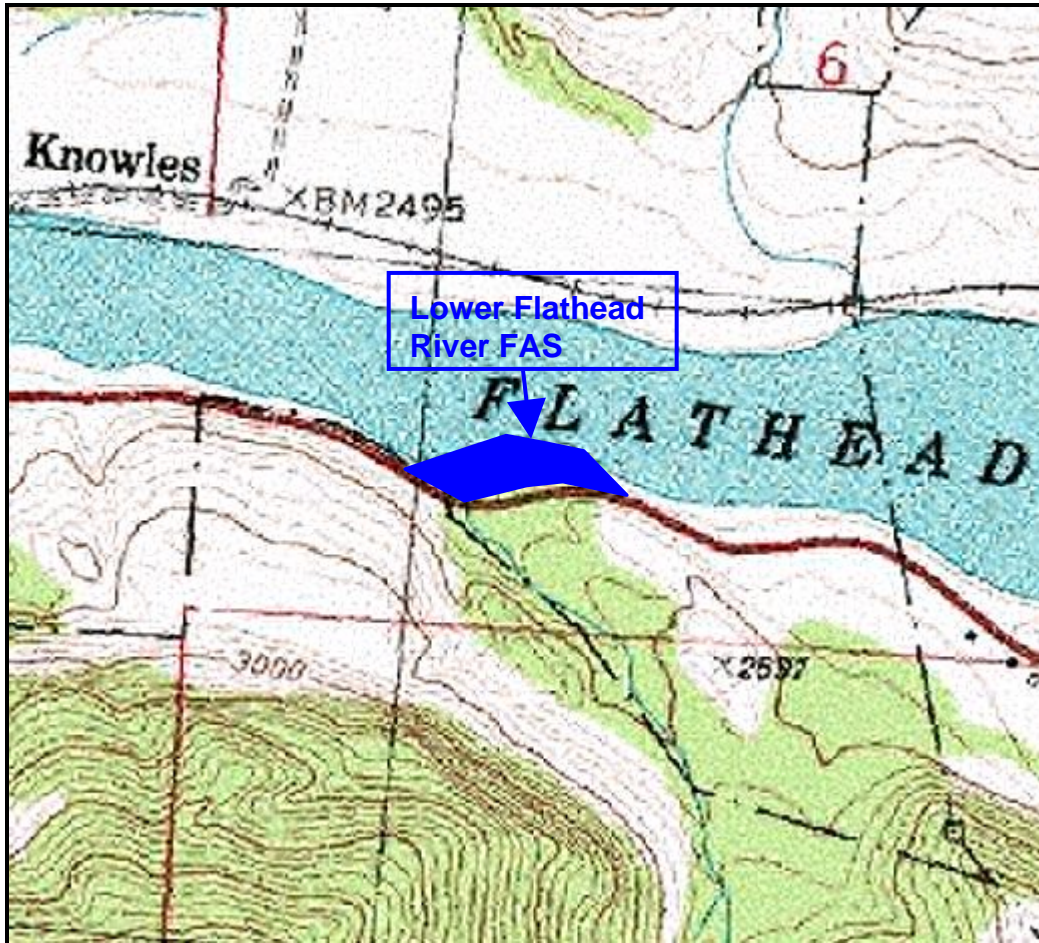 6
Knowles
XBM2495
Lower Flathead
River FAS
FLATHEAD
3000
X2597